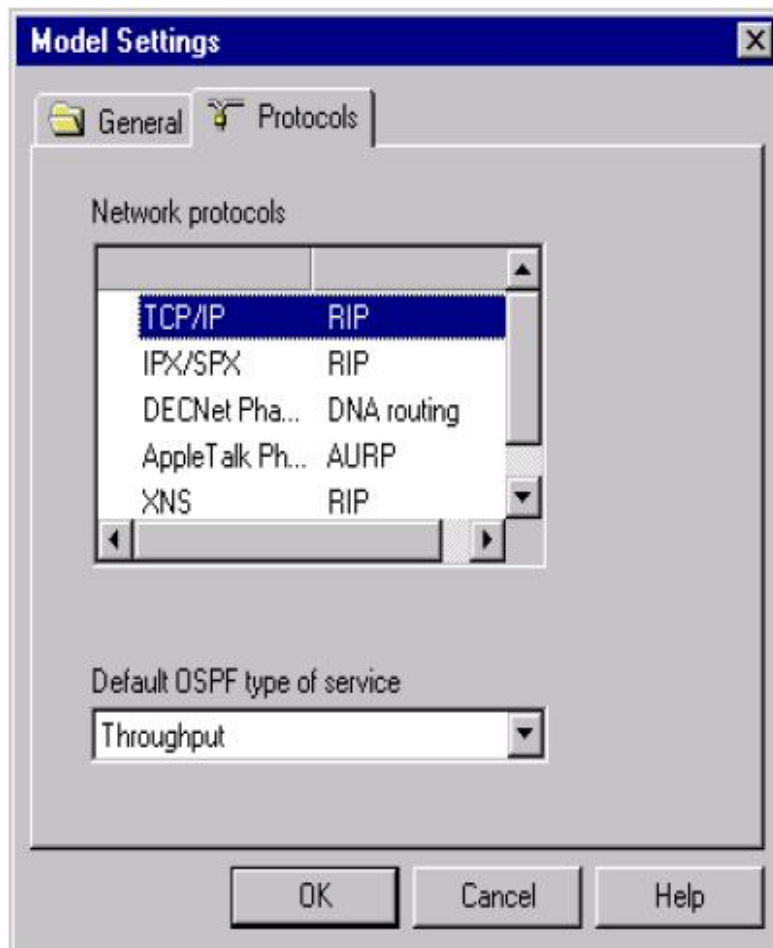 Model Settings
General Protocols
Network protocols
TCP/IP RIP
IPX/SPX RIP
DECNet Pha... DNA routing
AppleTalk Ph... AURP
XNS RIP
Default OSPF type of service
Throughput
OK Cancel Help